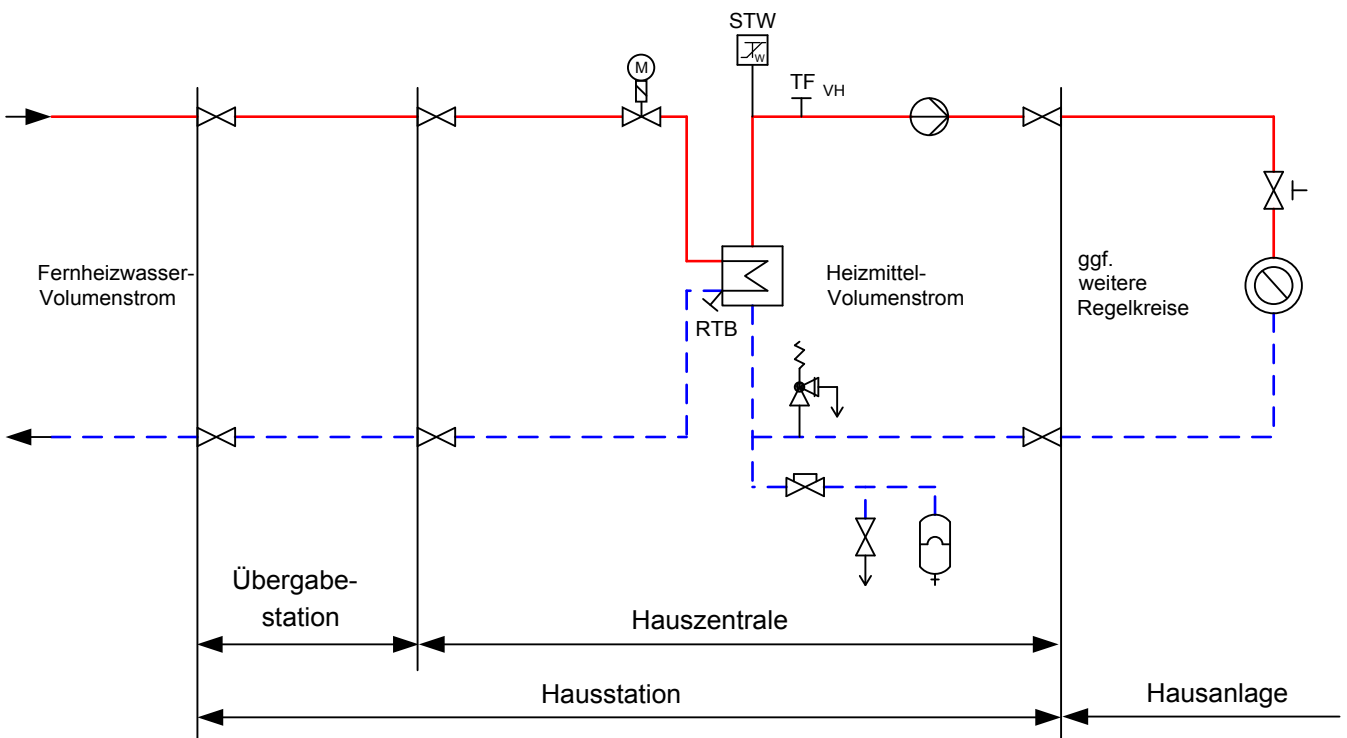 STW
W
M
TF VH
Fernheizwasser-
Volumenstrom
Heizmittel-
Volumenstrom
ggf.
weitere
Regelkreise
RTB
Übergabe-
station
Hauszentrale
Hausstation
Hausanlage